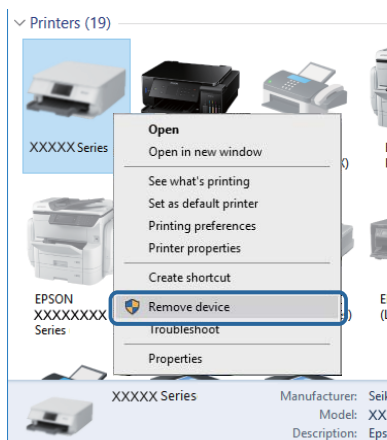 Printers (19)
XXXXX Series
Open
Open in new window
See what's printing
Set as default printer
Printing preferences
Printer properties
Create shortcut
Remove device
Troubleshoot
Properties
EPSON
XXXXXXXX
Series
XXXXX Series
Manufacturer:
Model:
Description: